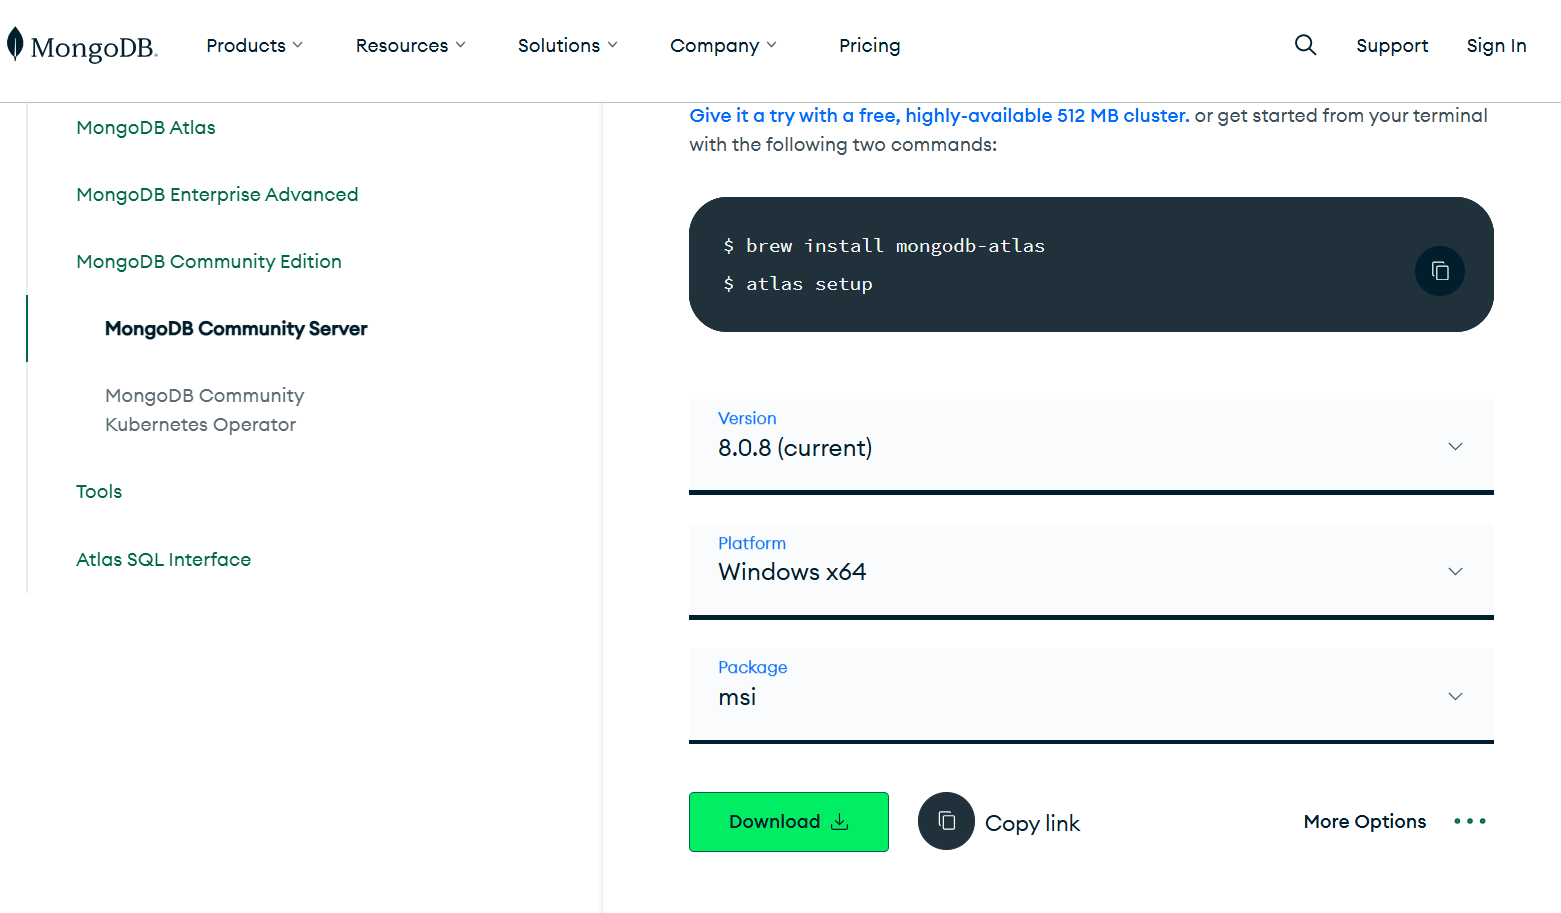 MongoDB.
Products
Resources
Solutions
Company
Pricing
Support
Sign In
MongoDB Atlas
MongoDB Enterprise Advanced
MongoDB Community Edition
MongoDB Community Server
MongoDB Community
Kubernetes Operator
Tools
Atlas SQL Interface
Give it a try with a free, highly-available 512 MB cluster. or get started from your terminal
with the following two commands:
$ brew install mongodb-atlas
$ atlas setup
Version
8.0.8 (current)
Platform
Windows x64
Package
msi
Download
Copy link
More Options